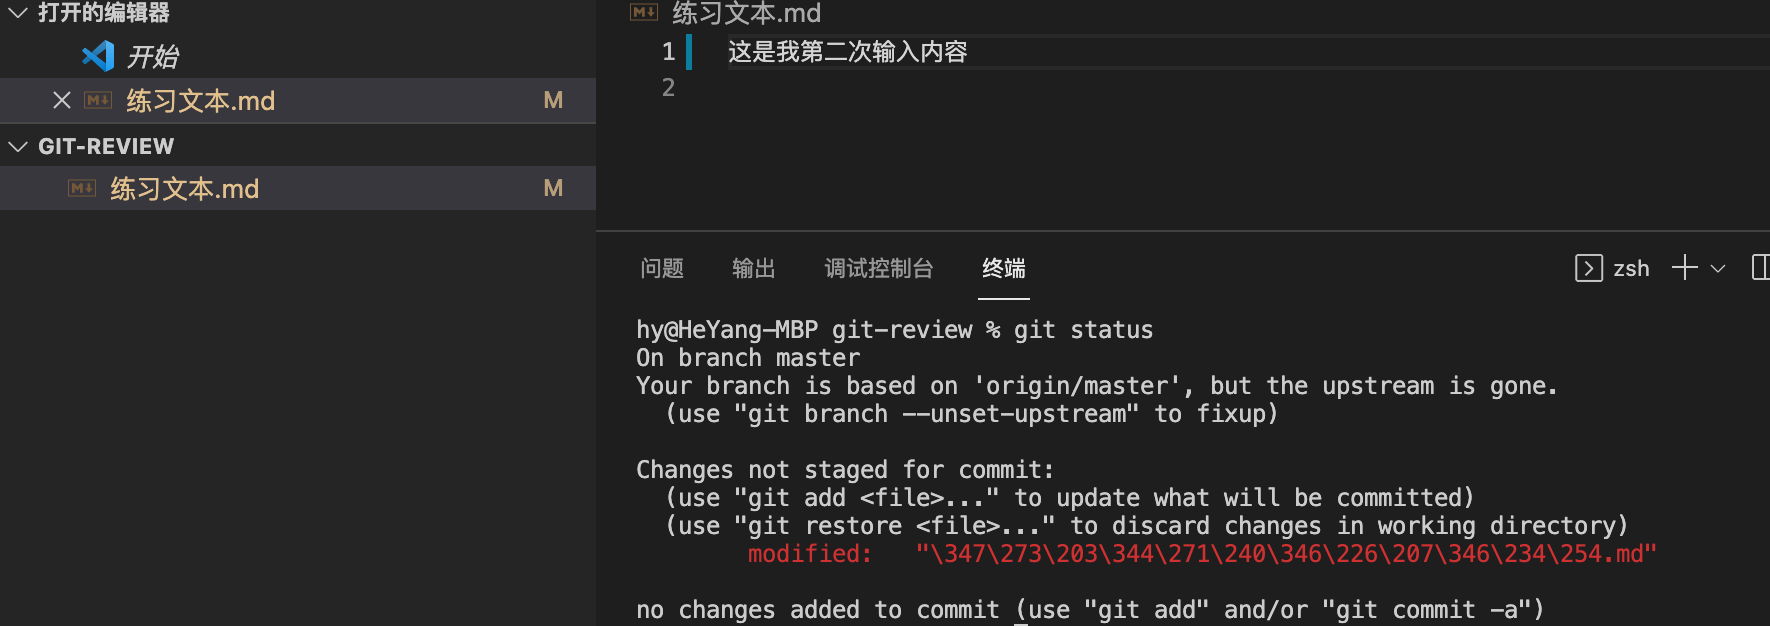 打开的编辑器
开始
练习文本.md M
GIT-REVIEW
练习文本.md M
练习文本.md
1 这是我第二次输入内容
2
问题 输出 调试控制台 终端 zsh
hy@HeYang-MBP git-review % git status
On branch master
Your branch is based on 'origin/master', but the upstream is gone.
(use "git branch --unset-upstream" to fixup)
Changes not staged for commit:
(use "git add <file>..." to update what will be committed)
(use "git restore <file>..." to discard changes in working directory)
modified: "\347\273\203\344\271\240\346\226\207\346\234\254.md"
no changes added to commit (use "git add" and/or "git commit -a")